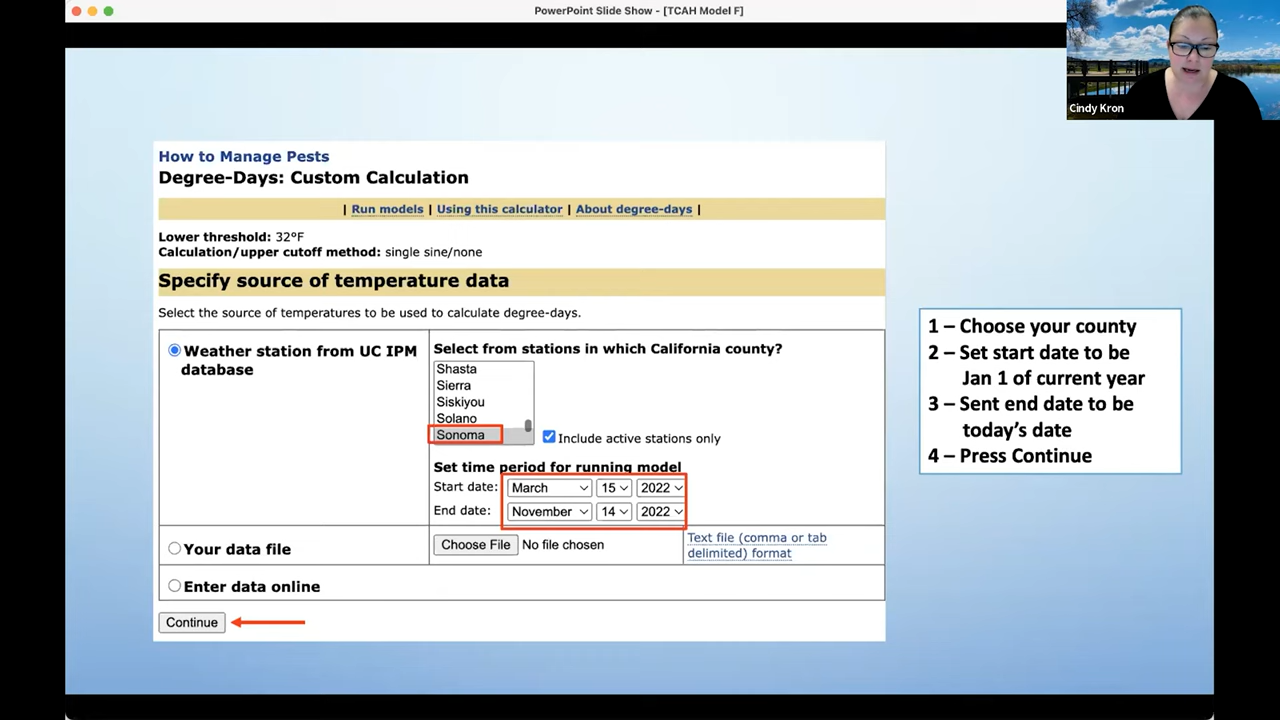 PowerPoint Slide Show - [TCAH Model F]
Cindy Kron
How to Manage Pests
Degree-Days: Custom Calculation
| Run models | Using this calculator | About degree-days |
Lower threshold: 32°F
Calculation/upper cutoff method: single sine/none
Specify source of temperature data
Select the source of temperatures to be used to calculate degree-days.
Weather station from UC IPM
database
Select from stations in which California county?
Shasta
Sierra
Siskiyou
Solano
Sonoma
Include active stations only
Set time period for running model
Start date: March 15 2022
End date: November 14 2022
Your data file
Choose File No file chosen
Text file (comma or tab
delimited) format
Enter data online
Continue
1 – Choose your county
2 – Set start date to be
Jan 1 of current year
3 – Sent end date to be
today's date
4 – Press Continue